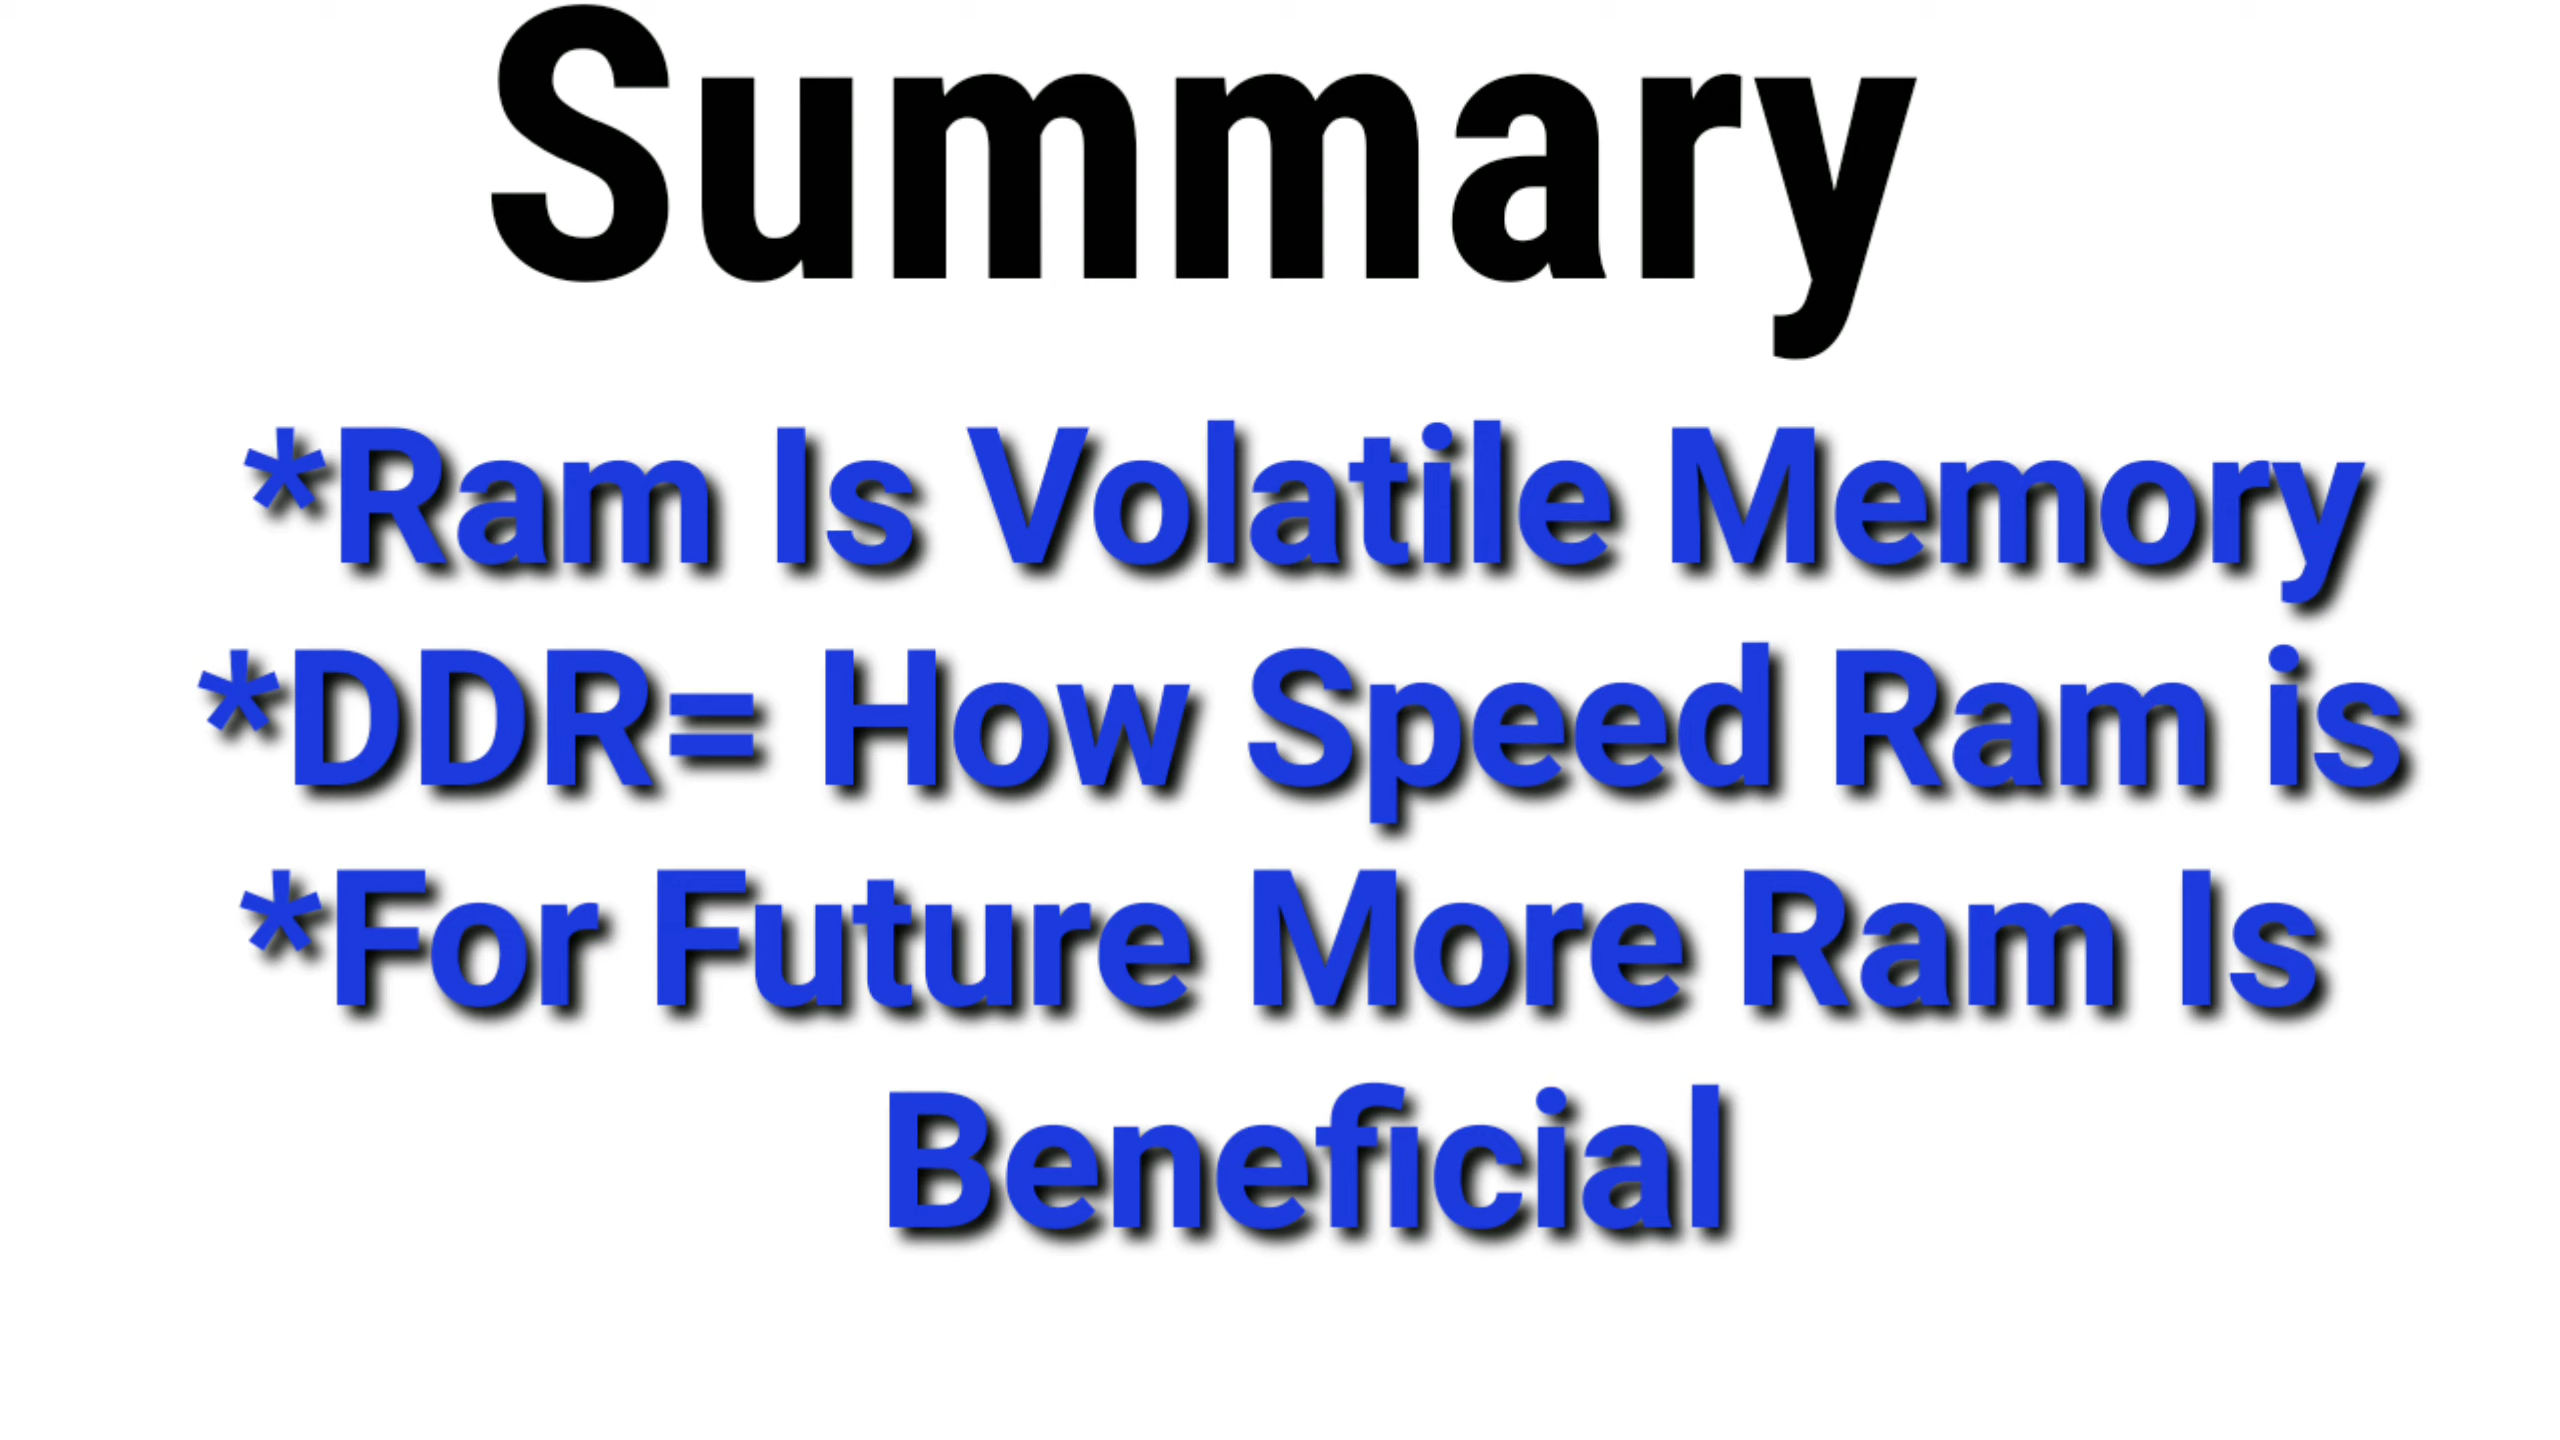 Summary
*Ram Is Volatile Memory
*DDR= How Speed Ram is
*For Future More Ram Is
Beneficial